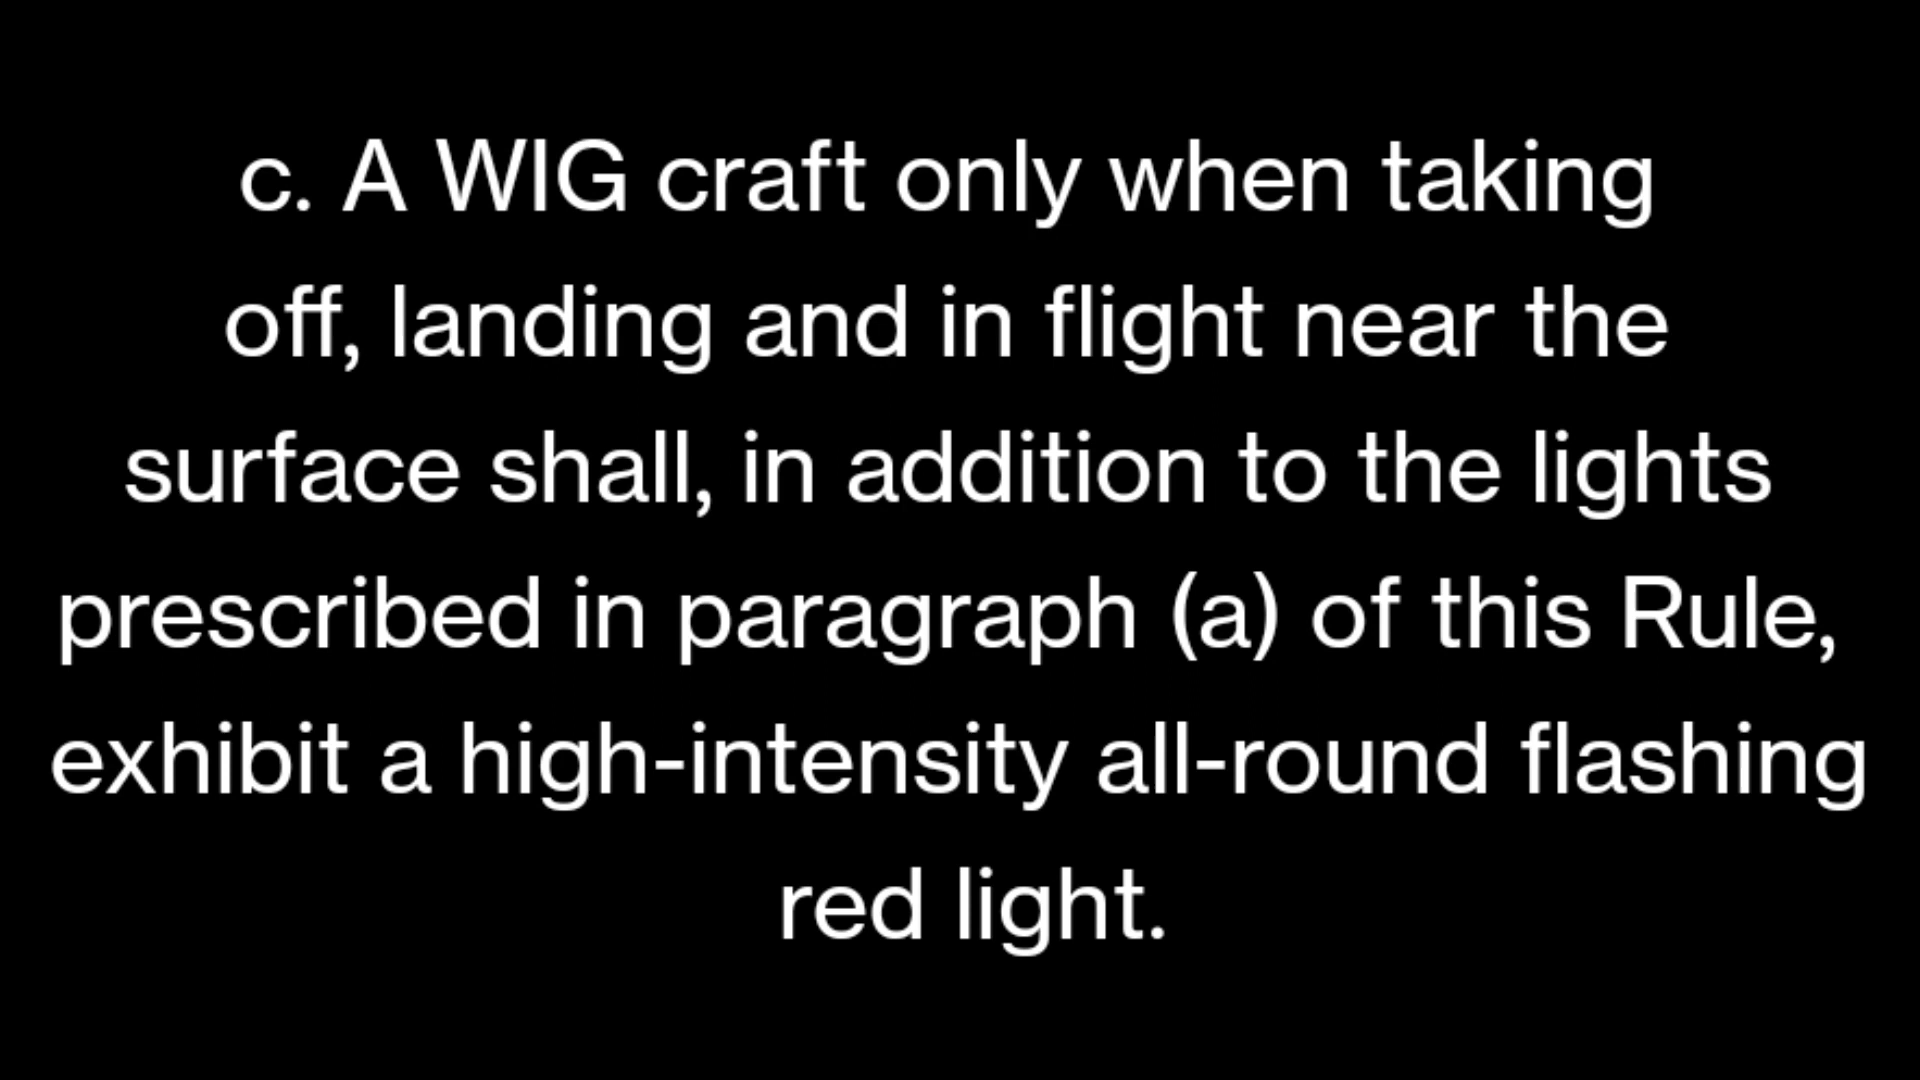 c. A WIG craft only when taking
off, landing and in flight near the
surface shall, in addition to the lights
prescribed in paragraph (a) of this Rule,
exhibit a high-intensity all-round flashing
red light.